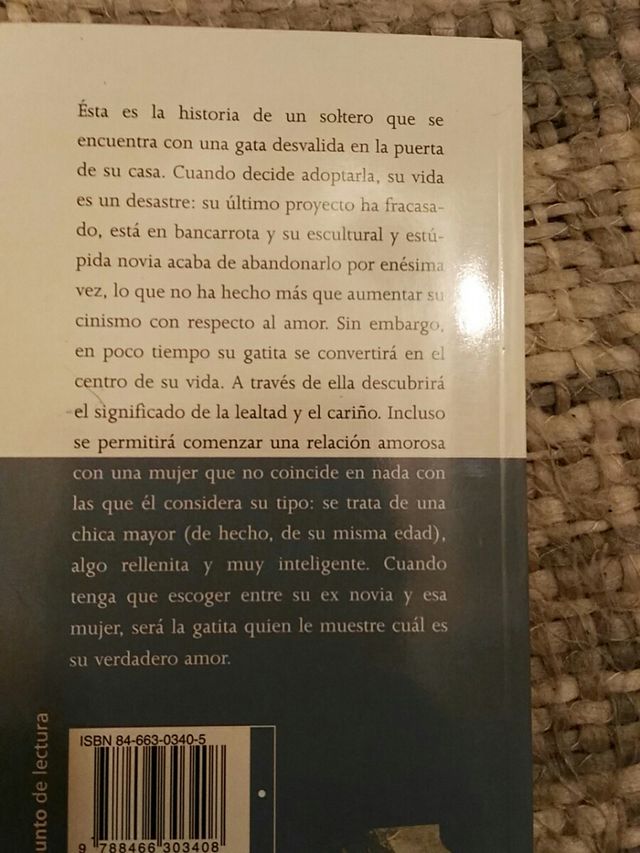 Ésta es la historia de un soltero que se
encuentra con una gata desvalida en la puerta
de su casa. Cuando decide adoptarla, su vida
es un desastre: su último proyecto ha fracasa-
do, está en bancarrota y su escultural y estú-
pida novia acaba de abandonarlo por enésima
vez, lo que no ha hecho más que aumentar su
cinismo con respecto al amor. Sin embargo,
en poco tiempo su gatita se convertirá en el
centro de su vida. A través de ella descubrirá
el significado de la lealtad y el cariño. Incluso
se permitirá comenzar una relación amorosa
con una mujer que no coincide en nada con
las que él considera su tipo: se trata de una
chica mayor (de hecho, de su misma edad),
algo rellenita y muy inteligente. Cuando
tenga que escoger entre su ex novia y esa
mujer, será la gatita quien le muestre cuál es
su verdadero amor.
unto de lectura
ISBN 84-663-0340-5
9 788466 303408